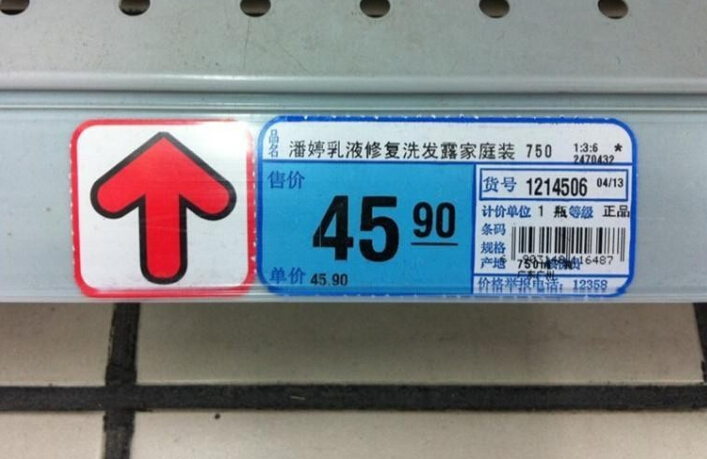 品名 潘婷乳液修复洗发露家庭装 750 1:3:6 *
2470432
售价
45 90
单价 45.90
货号 1214506 04/13
计价单位 1 瓶 等级 正品
条码
规格
产地 750ml
价格举报电话: 12358